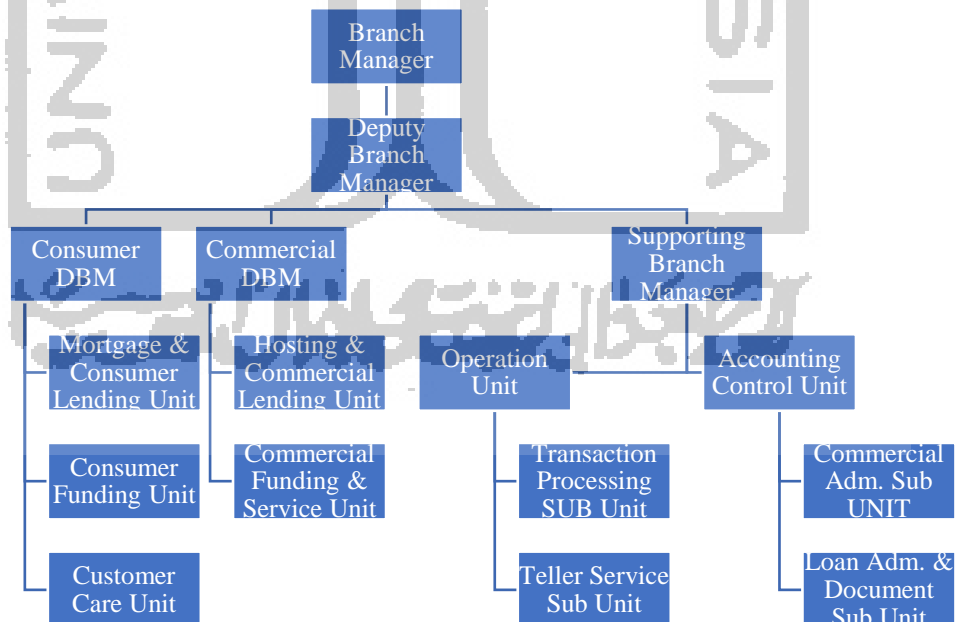 Branch
Manager
Deputy
Branch
Manager
Consumer
DBM
Commercial
DBM
Supporting
Branch
Manager
Mortgage &
Consumer
Lending Unit
Hosting &
Commercial
Lending Unit
Operation
Unit
Accounting
Control Unit
Consumer
Funding Unit
Commercial
Funding &
Service Unit
Transaction
Processing
SUB Unit
Commercial
Adm. Sub
UNIT
Customer
Care Unit
Teller Service
Sub Unit
Loan Adm. &
Document
Sub Unit